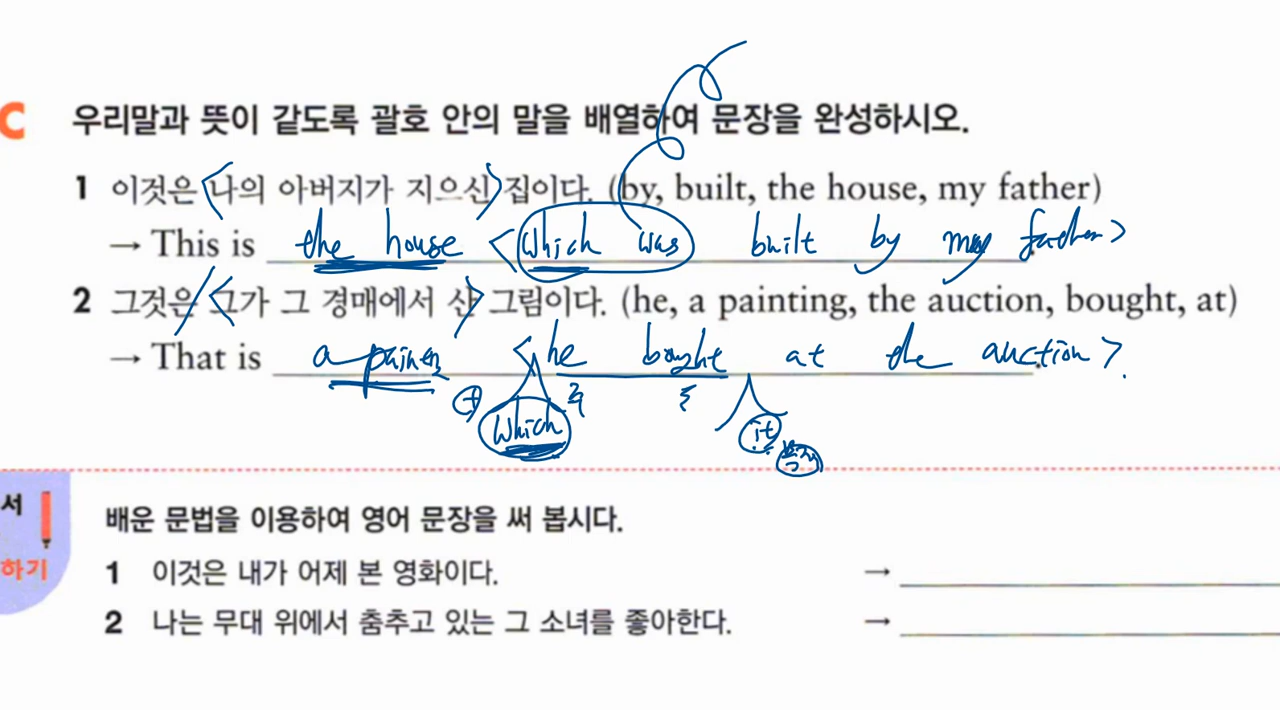 C 우리말과 뜻이 같도록 괄호 안의 말을 배열하여 문장을 완성하시오.
1 이것은 <나의 아버지가 지으신> 집이다. (by, built, the house, my father)
→ This is the house <which was built by my father>
2 그것은 / <그가 그 경매에서 산> 그림이다. (he, a painting, the auction, bought, at)
→ That is a <he bought at the auction>.
which
it
서
하기
배운 문법을 이용하여 영어 문장을 써 봅시다.
1 이것은 내가 어제 본 영화이다. →
2 나는 무대 위에서 춤추고 있는 그 소녀를 좋아한다. →